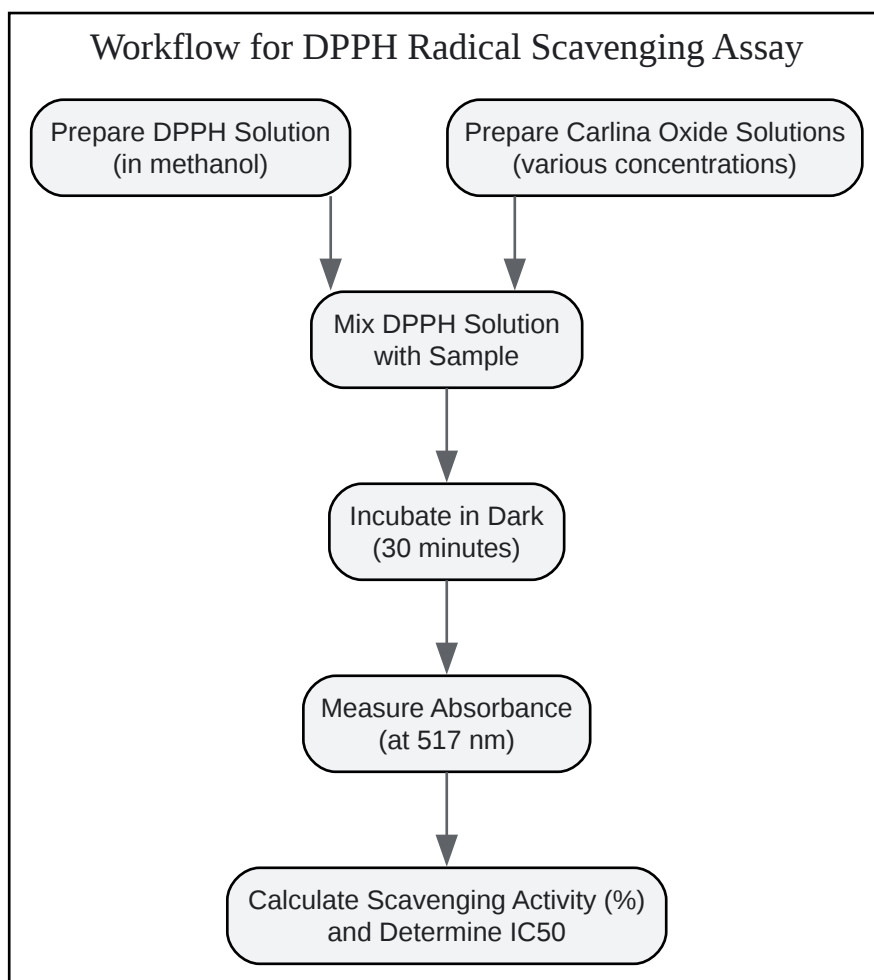 Workflow for DPPH Radical Scavenging Assay
Prepare DPPH Solution
(in methanol)
Prepare Carlina Oxide Solutions
(various concentrations)
Mix DPPH Solution
with Sample
Incubate in Dark
(30 minutes)
Measure Absorbance
(at 517 nm)
Calculate Scavenging Activity (%)
and Determine IC50